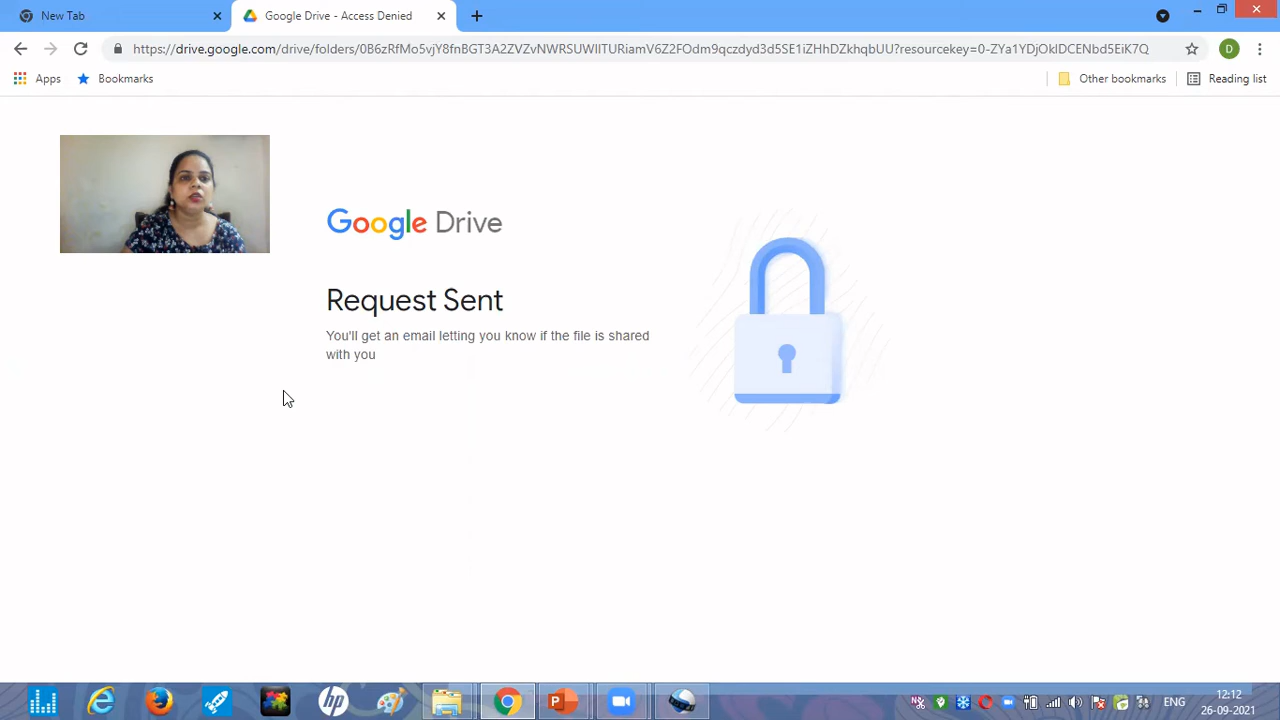 New Tab
Google Drive - Access Denied
https://drive.google.com/drive/folders/0B6zRfMo5vjY8fnBGT3A2ZVZvNWRSUWlITURiamV6Z2FOdm9qczdyd3d5SE1iZHhDZkhqbUU?resourcekey=0-ZYa1YDjOklDCENbd5EiK7Q
D
Apps
Bookmarks
Other bookmarks
Reading list
Google Drive
Request Sent
You'll get an email letting you know if the file is shared
with you
hp
P
ENG
12:12
26-09-2021